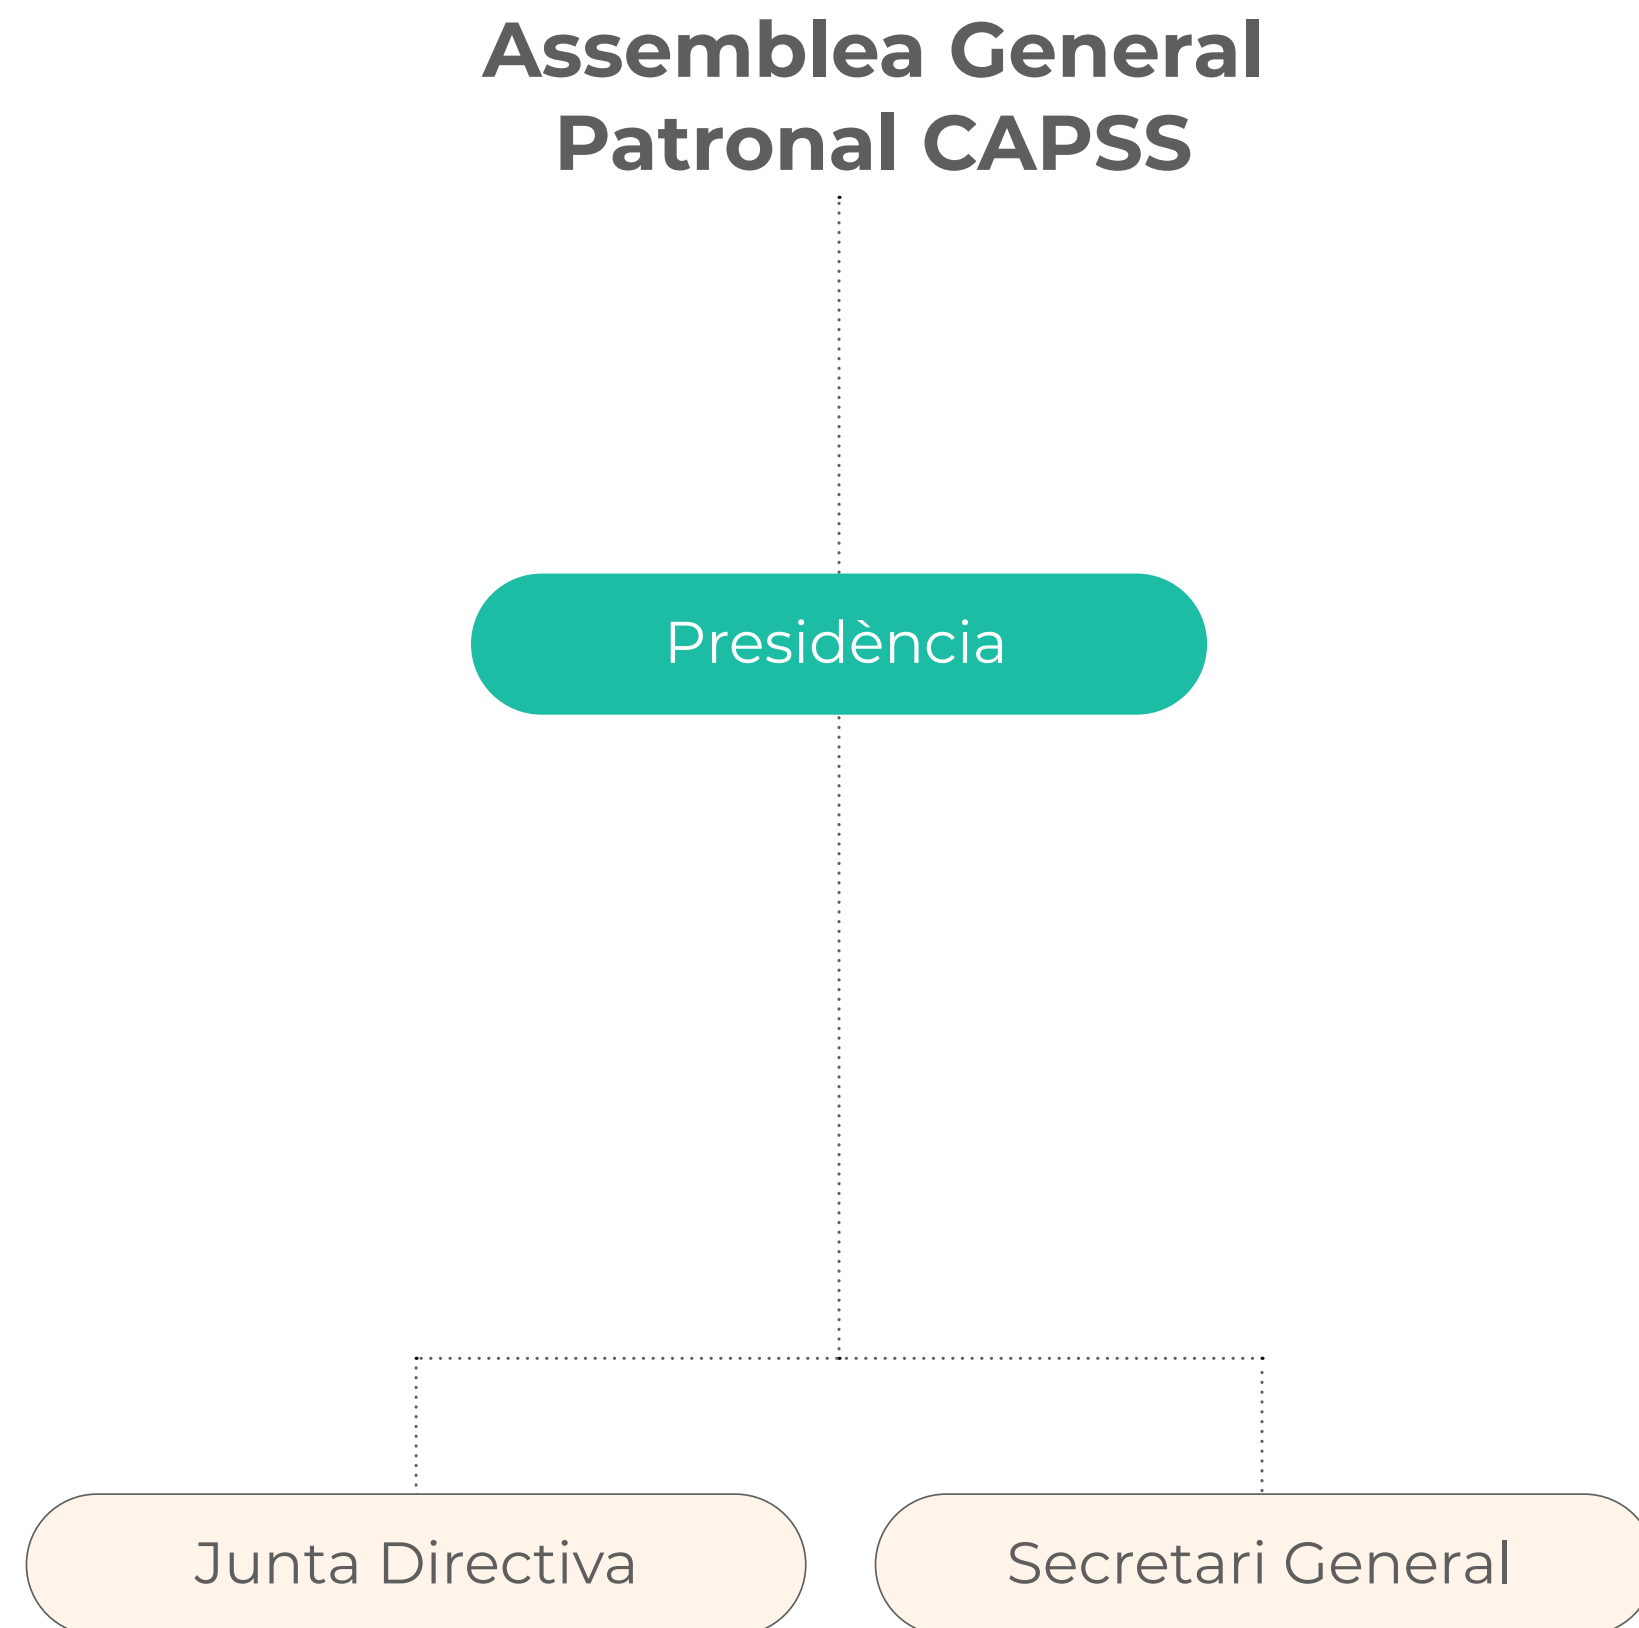 Assemblea General
Patronal CAPSS
Presidència
Junta Directiva
Secretari General